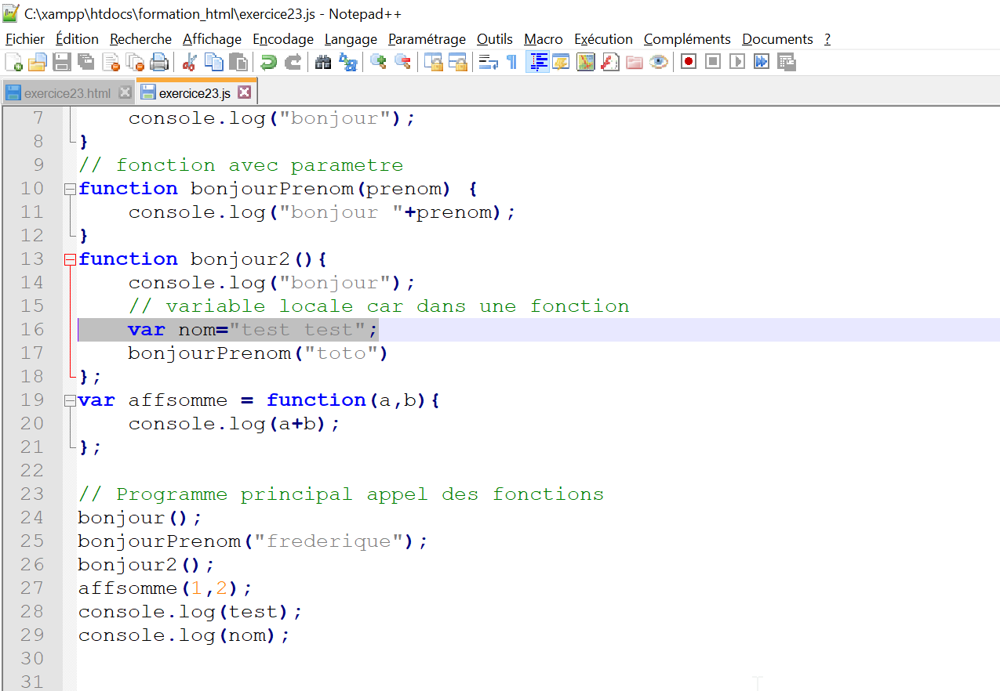 C:\xampp\htdocs\formation_html\exercice23.js - Notepad++
Fichier Édition Recherche Affichage Encodage Langage Paramétrage Outils Macro Exécution Compléments Documents ?
exercice23.html exercice23.js
7 console.log("bonjour");
8 }
9 // fonction avec parametre
10 function bonjourPrenom(prenom) {
11 console.log("bonjour "+prenom);
12 }
13 function bonjour2(){
14 console.log("bonjour");
15 // variable locale car dans une fonction
16 var nom="test test";
17 bonjourPrenom("toto")
18 };
19 var affsomme = function(a,b){
20 console.log(a+b);
21 };
22
23 // Programme principal appel des fonctions
24 bonjour();
25 bonjourPrenom("frederique");
26 bonjour2();
27 affsomme(1,2);
28 console.log(test);
29 console.log(nom);
30
31